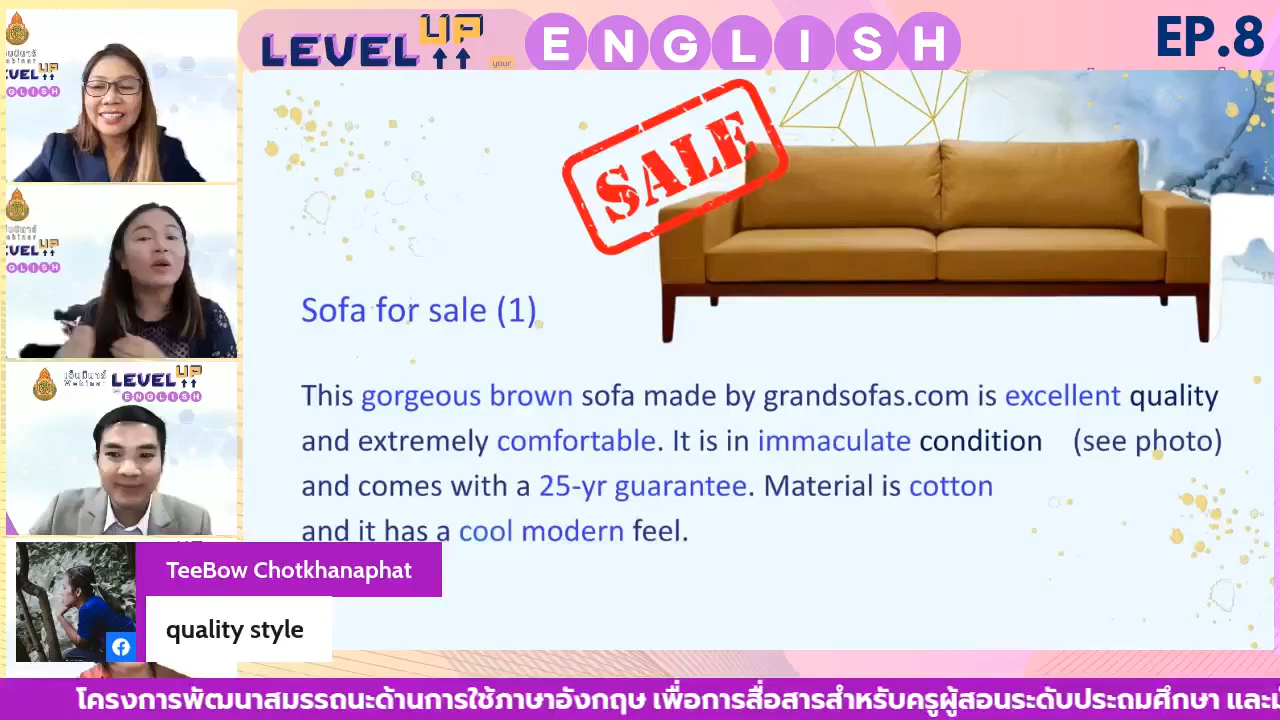 LEVEL UP your ENGLISH
EP.8
SALE
Sofa for sale (1)
This gorgeous brown sofa made by grandsofas.com is excellent quality
and extremely comfortable. It is in immaculate condition (see photo)
and comes with a 25-yr guarantee. Material is cotton
and it has a cool modern feel.
LEVEL UP
ENGLISH
TeeBow Chotkhanaphat
quality style
โครงการพัฒนาสมรรถนะด้านการใช้ภาษาอังกฤษ เพื่อการสื่อสารสำหรับครูผู้สอนระดับประถมศึกษา